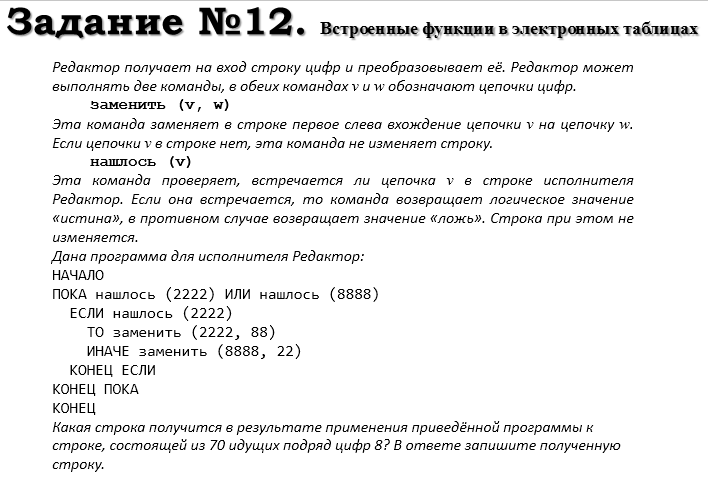 Задание №12. Встроенные функции в электронных таблицах
Редактор получает на вход строку цифр и преобразовывает её. Редактор может
выполнять две команды, в обеих командах v и w обозначают цепочки цифр.
заменить (v, w)
Эта команда заменяет в строке первое слева вхождение цепочки v на цепочку w.
Если цепочки v в строке нет, эта команда не изменяет строку.
нашлось (v)
Эта команда проверяет, встречается ли цепочка v в строке исполнителя
Редактор. Если она встречается, то команда возвращает логическое значение
«истина», в противном случае возвращает значение «ложь». Строка при этом не
изменяется.
Дана программа для исполнителя Редактор:
НАЧАЛО
ПОКА нашлось (2222) ИЛИ нашлось (8888)
ЕСЛИ нашлось (2222)
ТО заменить (2222, 88)
ИНАЧЕ заменить (8888, 22)
КОНЕЦ ЕСЛИ
КОНЕЦ ПОКА
КОНЕЦ
Какая строка получится в результате применения приведённой программы к
строке, состоящей из 70 идущих подряд цифр 8? В ответе запишите полученную
строку.